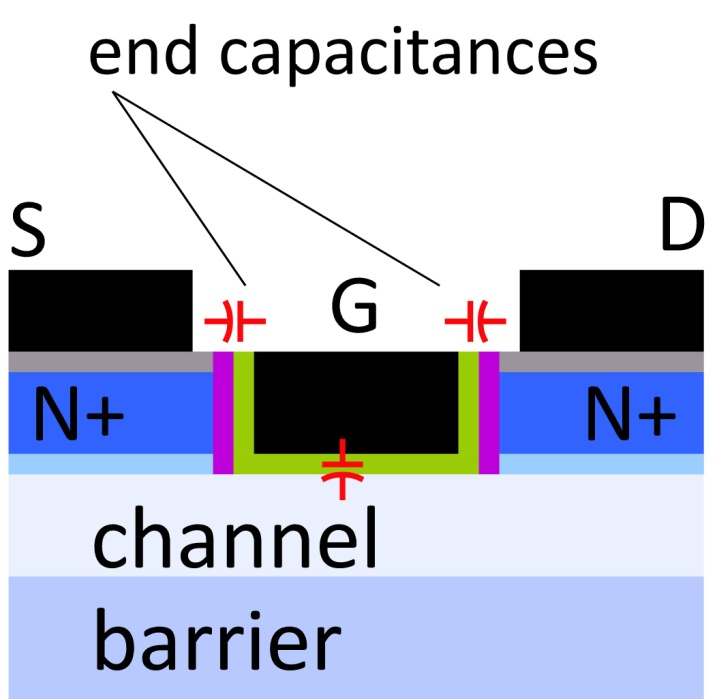 end capacitances
S
D
G
N+
N+
channel
barrier